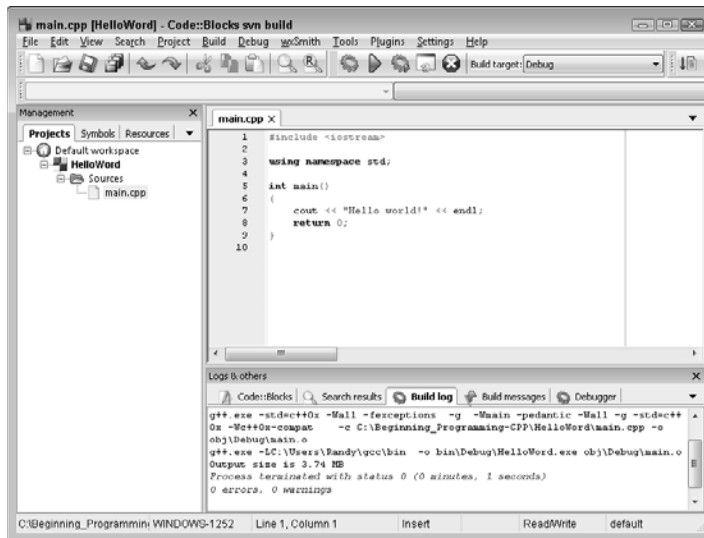 main.cpp [HelloWord] - Code::Blocks svn build
File Edit View Search Project Build Debug wxSmith Tools Plugins Settings Help
Build target: Debug
Management
Projects Symbols Resources
Default workspace
HelloWord
Sources
main.cpp
main.cpp
1 #include <iostream>
2
3 using namespace std;
4
5 int main()
6 {
7 cout << "Hello world!" << endl;
8 return 0;
9 }
10
Logs & others
Code::Blocks Search results Build log Build messages Debugger
g++.exe -std=c++0x -Wall -fexceptions -g -Wmain -pedantic -Wall -g -std=c++
0x -Wc++0x-compat -c C:\Beginning_Programming-CPP\HelloWord\main.cpp -o
obj\Debug\main.o
g++.exe -LC:\Users\Randy\gcc\bin -o bin\Debug\HelloWord.exe obj\Debug\main.o
Output size is 3.74 MB
Process terminated with status 0 (0 minutes, 1 seconds)
0 errors, 0 warnings
C:\Beginning_Programmin WINDOWS-1252 Line 1, Column 1 Insert Read/Write default